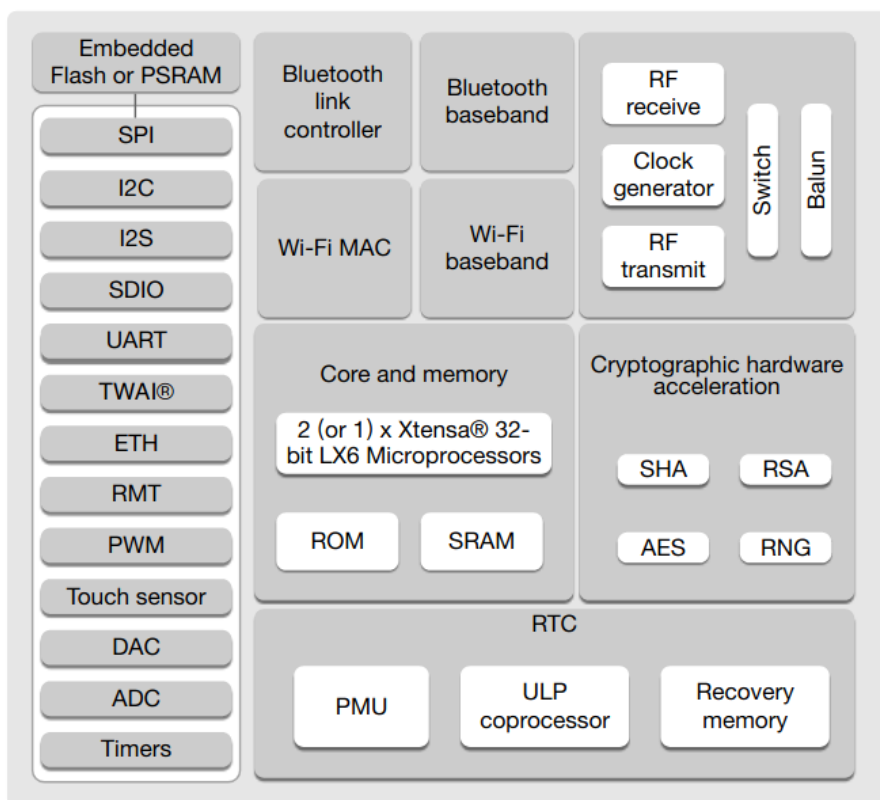 Embedded
Flash or PSRAM
SPI
I2C
I2S
SDIO
UART
TWAI®
ETH
RMT
PWM
Touch sensor
DAC
ADC
Timers
Bluetooth
link
controller
Bluetooth
baseband
Wi-Fi MAC
Wi-Fi
baseband
RF
receive
Clock
generator
RF
transmit
Switch
Balun
Core and memory
2 (or 1) x Xtensa® 32-
bit LX6 Microprocessors
ROM
SRAM
Cryptographic hardware
acceleration
SHA
RSA
AES
RNG
RTC
PMU
ULP
coprocessor
Recovery
memory